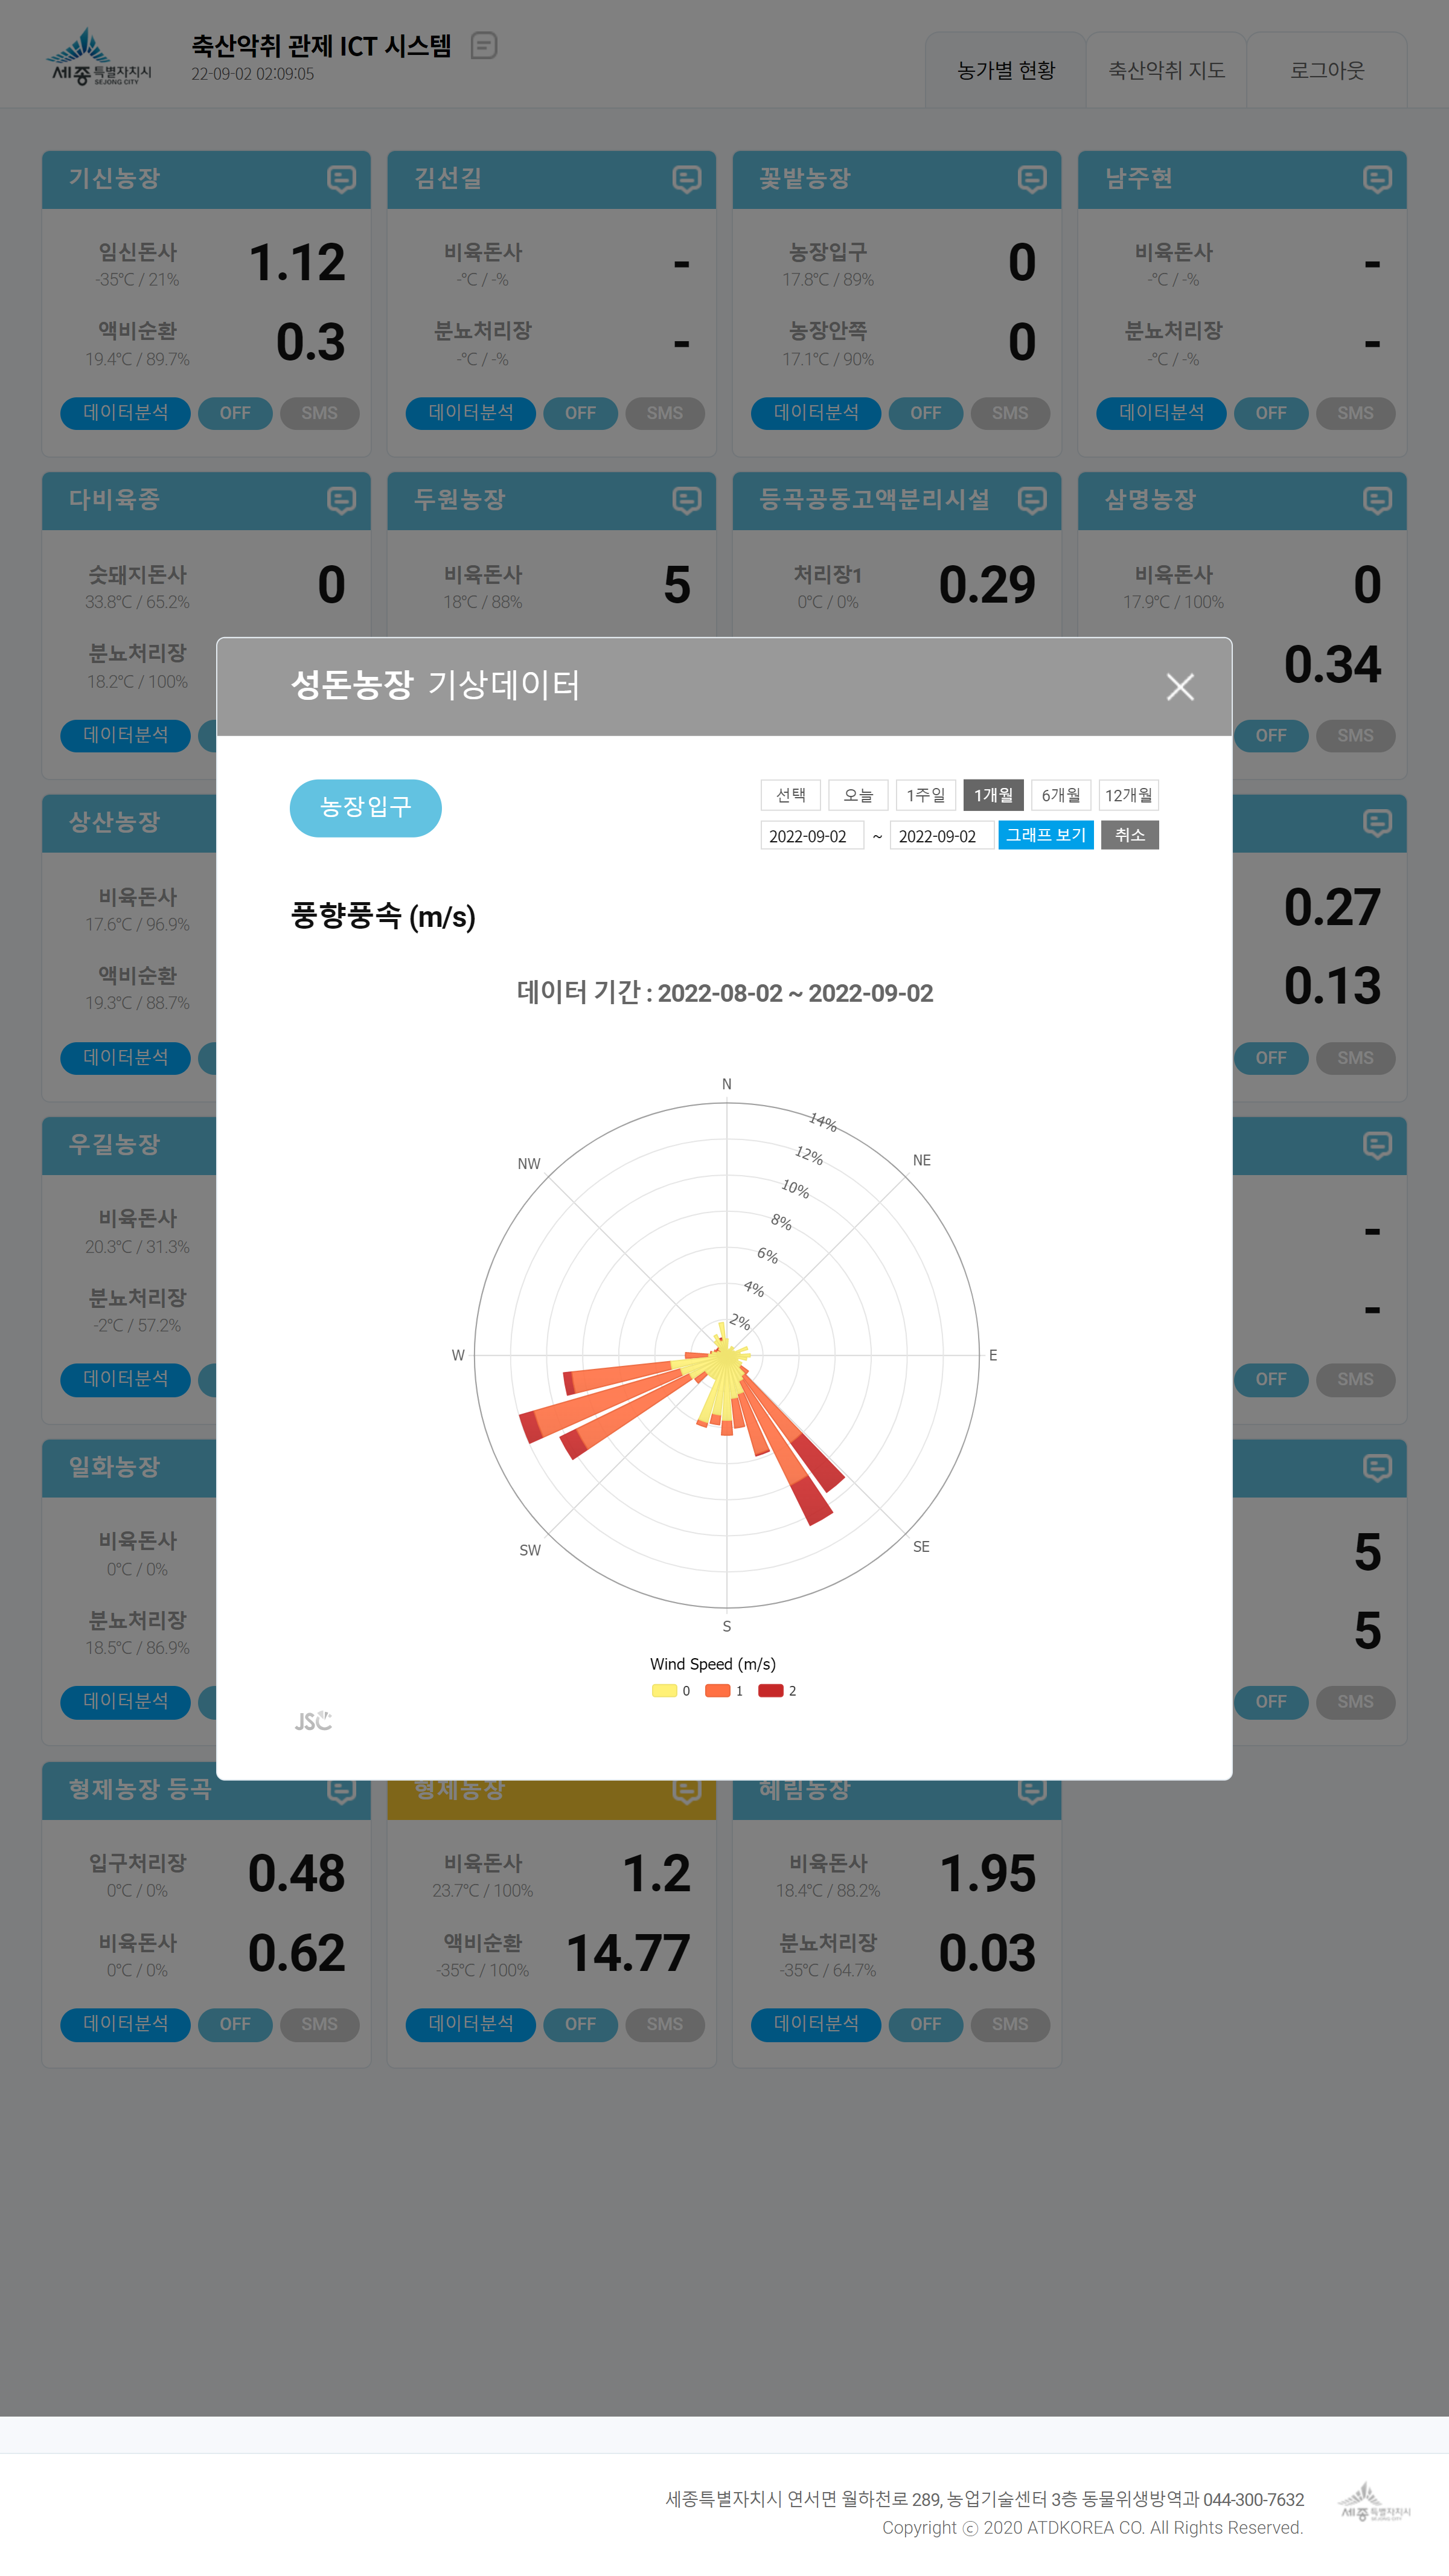 세종특별자치시
SEJONG CITY
축산악취 관제 ICT 시스템
22-09-02 02:09:05
농가별 현황
축산악취 지도
로그아웃
기신농장
임신돈사
1.12
-35℃ / 21%
액비순환
0.3
19.4℃ / 89.7%
데이터분석 OFF SMS
김선길
비육돈사
-
-℃ / -%
분뇨처리장
-
-℃ / -%
데이터분석 OFF SMS
꽃밭농장
농장입구
0
17.8℃ / 89%
농장안쪽
0
17.1℃ / 90%
데이터분석 OFF SMS
남주현
비육돈사
-
-℃ / -%
분뇨처리장
-
-℃ / -%
데이터분석 OFF SMS
다비육종
숫돼지돈사
0
33.8℃ / 65.2%
분뇨처리장
18.2℃ / 100%
데이터분석
두원농장
비육돈사
5
18℃ / 88%
등곡공동고액분리시설
처리장1
0.29
0℃ / 0%
삼명농장
비육돈사
0
17.9℃ / 100%
0.34
OFF SMS
성돈농장 기상데이터
농장입구
선택 오늘 1주일 1개월 6개월 12개월
2022-09-02 ~ 2022-09-02 그래프 보기 취소
풍향풍속 (m/s)
데이터 기간 : 2022-08-02 ~ 2022-09-02
N
14%
12%
NW
NE
10%
8%
6%
4%
2%
W
E
SW
SE
S
Wind Speed (m/s)
0 1 2
JSC
상산농장
비육돈사
17.6℃ / 96.9%
액비순환
19.3℃ / 88.7%
데이터분석
0.27
0.13
OFF SMS
우길농장
비육돈사
20.3℃ / 31.3%
분뇨처리장
-2℃ / 57.2%
데이터분석
-
-
OFF SMS
일화농장
비육돈사
0℃ / 0%
분뇨처리장
18.5℃ / 86.9%
데이터분석
5
5
OFF SMS
형제농장 등곡
입구처리장
0.48
0℃ / 0%
비육돈사
0.62
0℃ / 0%
데이터분석 OFF SMS
형제농장
비육돈사
1.2
23.7℃ / 100%
액비순환
14.77
-35℃ / 100%
데이터분석 OFF SMS
혜림농장
비육돈사
1.95
18.4℃ / 88.2%
분뇨처리장
0.03
-35℃ / 64.7%
데이터분석 OFF SMS
세종특별자치시 연서면 월하천로 289, 농업기술센터 3층 동물위생방역과 044-300-7632
Copyright ⓒ 2020 ATDKOREA CO. All Rights Reserved.
세종특별자치시